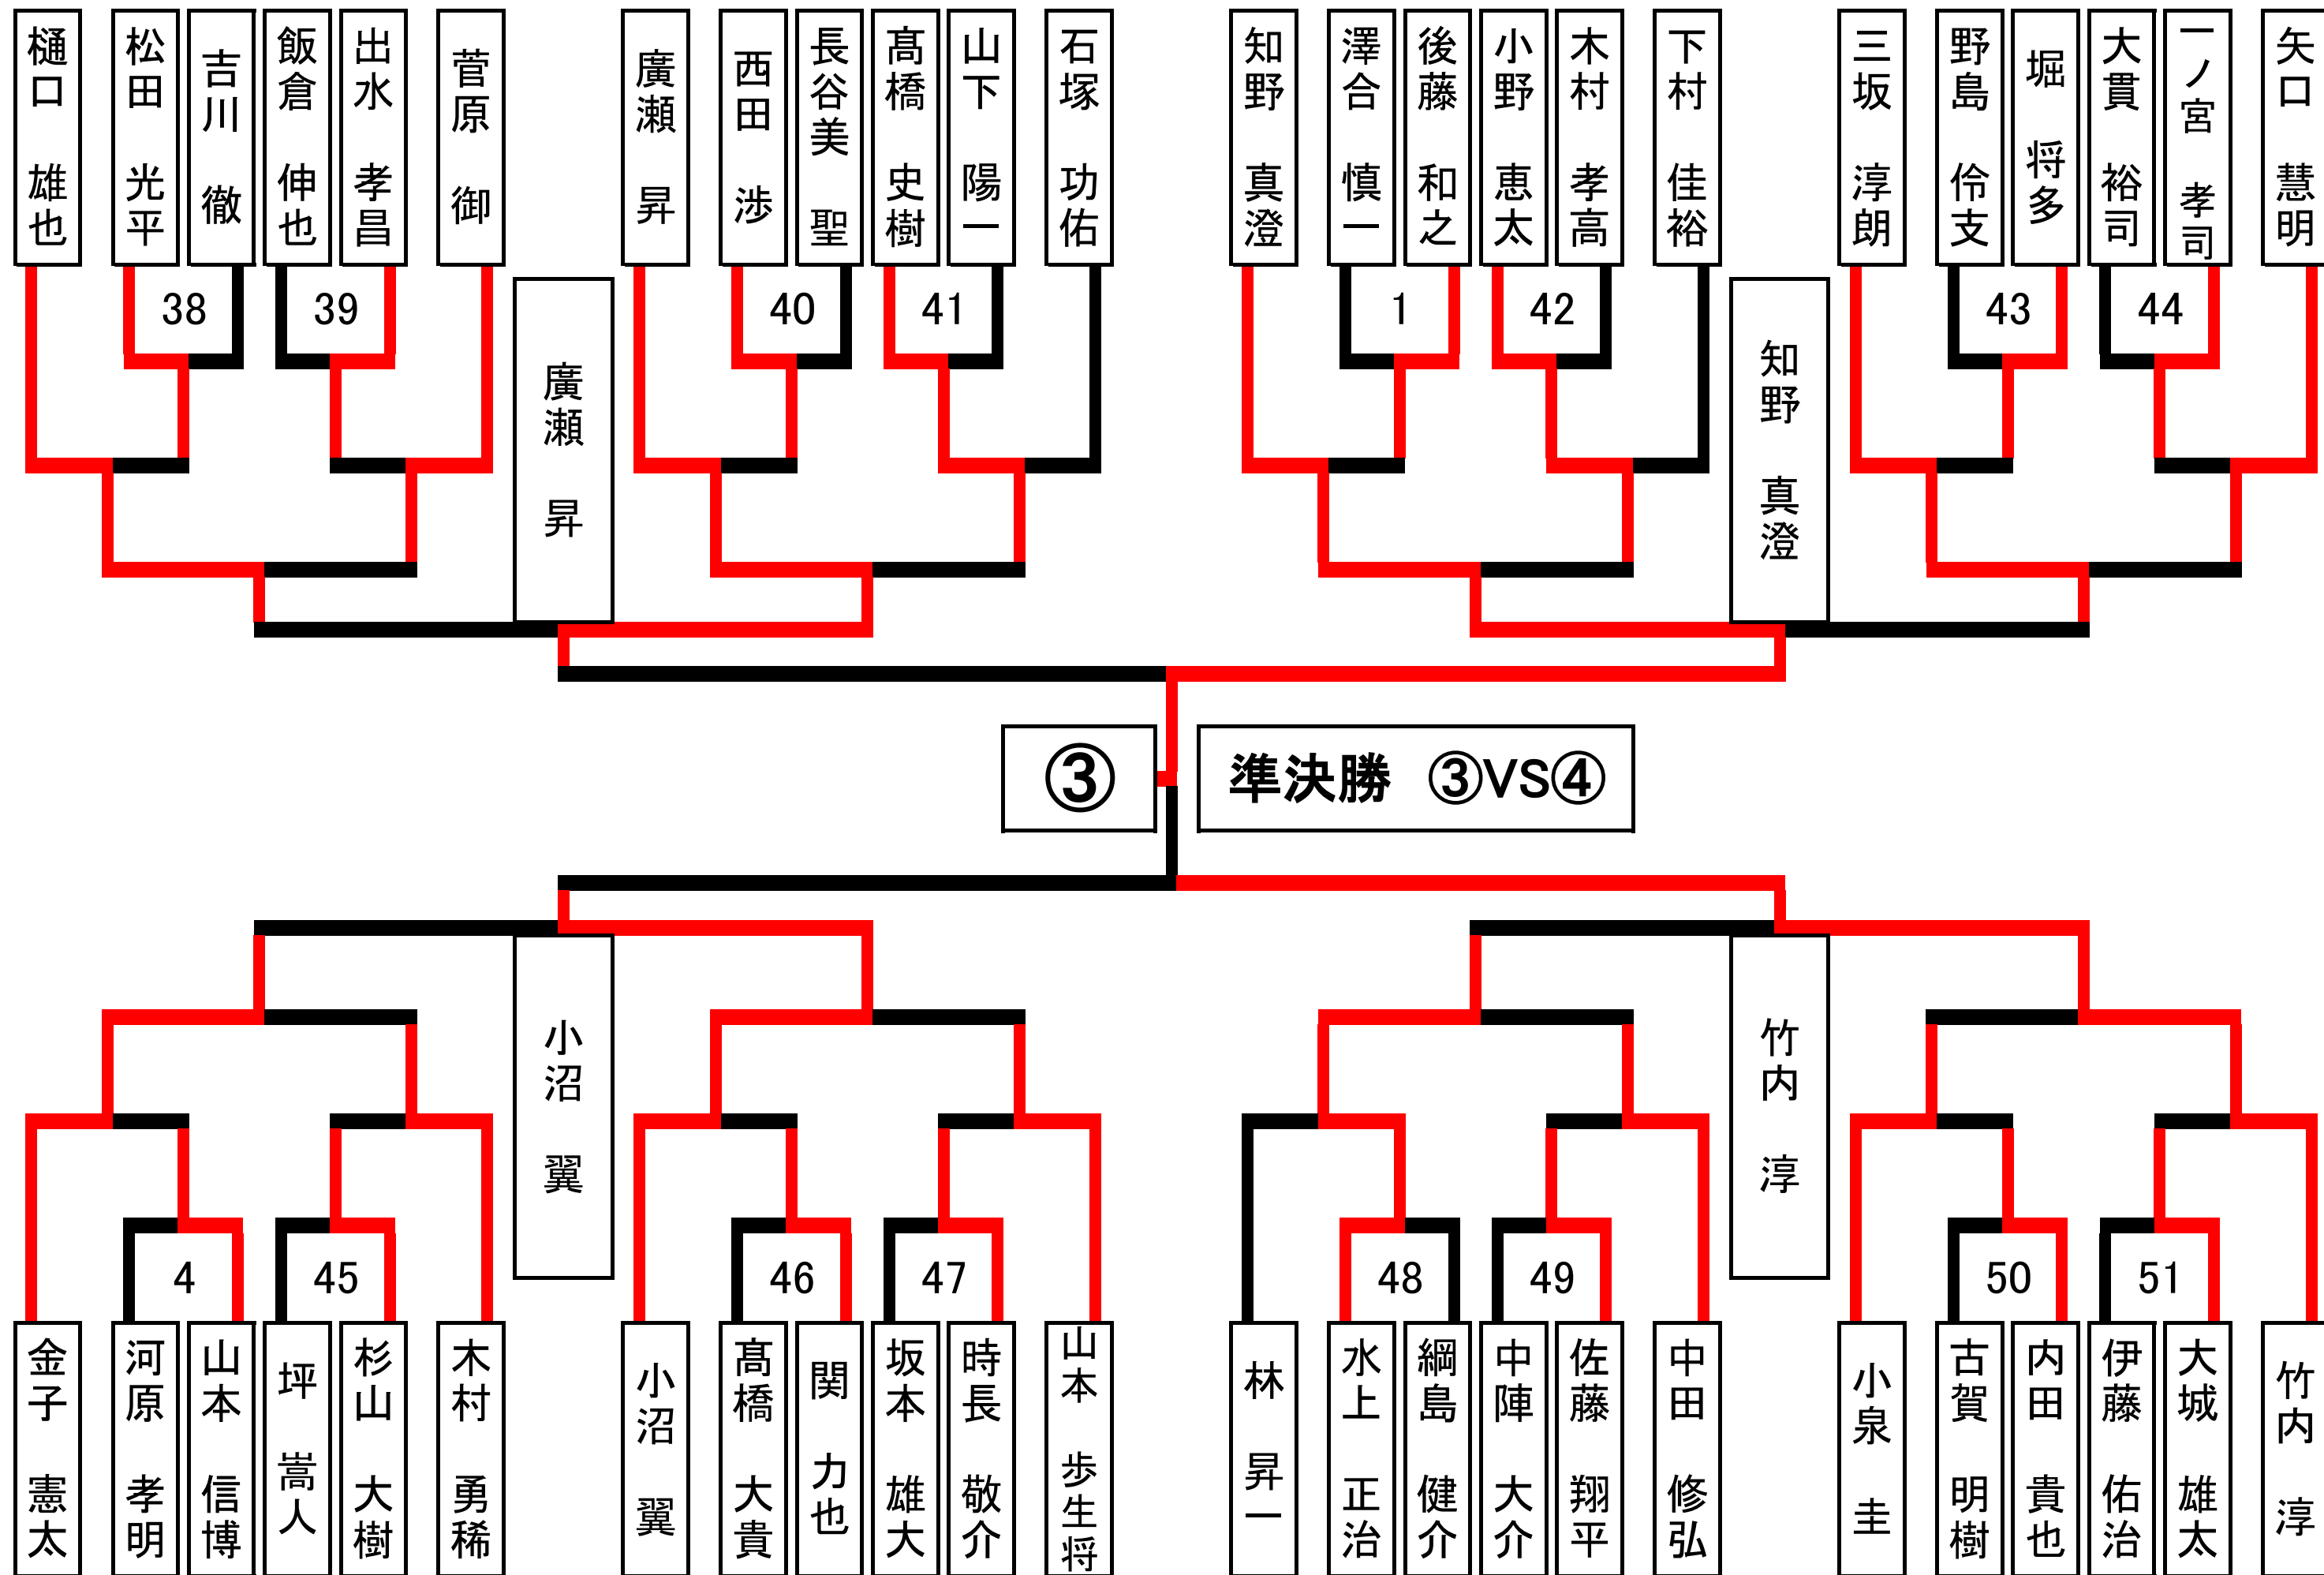 樋口 雄也
松田 光平
吉川 徹
飯倉 伸也
出水 孝昌
菅原 御
廣瀬 昇
西田 渉
長谷美 聖
髙橋 史樹
山下 陽一
石塚 功佑
知野 真澄
澤合 慎一
後藤 和之
小野 恵太
木村 孝高
下村 佳裕
三坂 淳朗
野島 伶支
堀 将多
大貫 裕司
一ノ宮 孝司
矢口 慧明
38
39
40
41
1
42
43
44
廣瀬 昇
知野 真澄
③
準決勝 ③VS④
小沼 翼
竹内 淳
4
45
46
47
48
49
50
51
金子 憲太
河原 孝明
山本 信博
坪 嵩人
杉山 大樹
木村 勇稀
小沼 翼
髙橋 大貴
関 力也
坂本 雄大
時長 敬介
山本 歩生将
林 昇一
水上 正治
綱島 健介
中陣 大介
佐藤 翔平
中田 修弘
小泉 圭
古賀 明樹
内田 貴也
伊藤 佑治
大城 雄太
竹内 淳